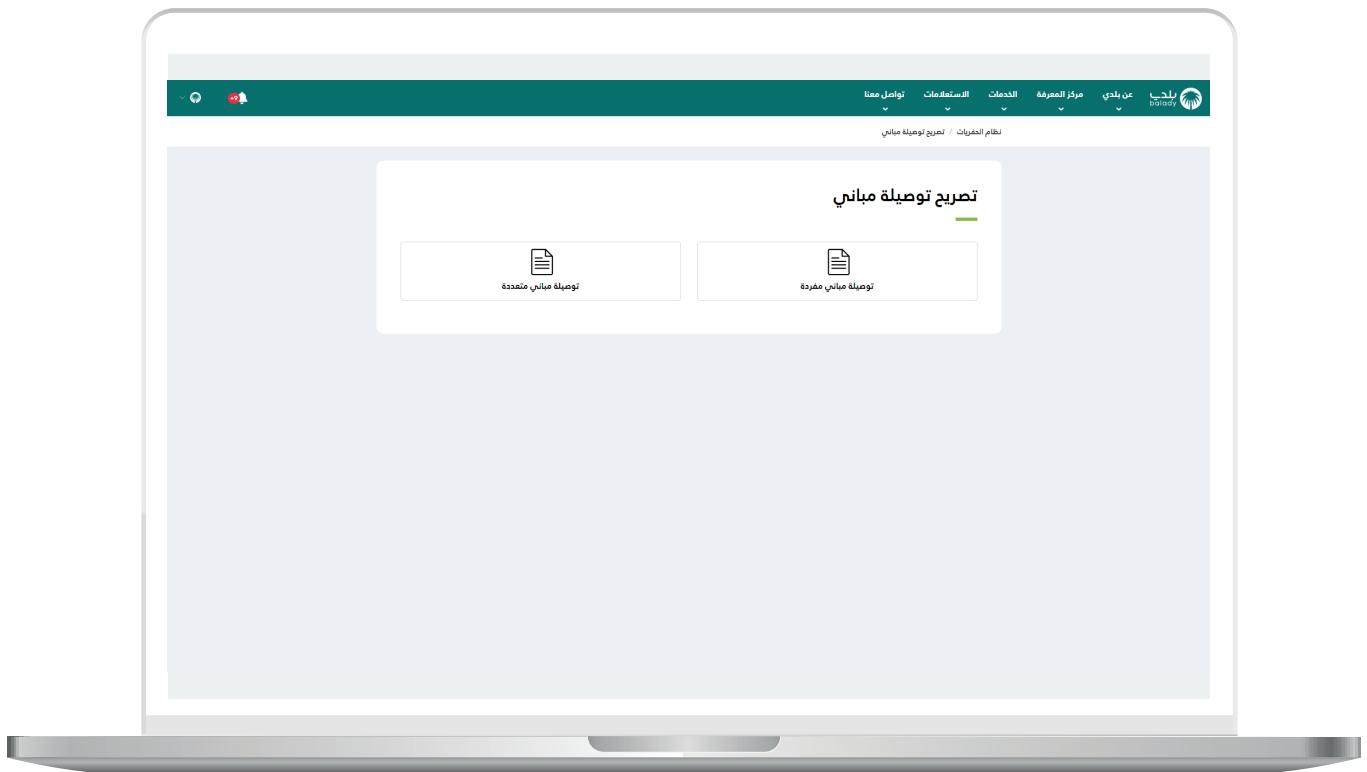 بلدي
balady
عن بلدي
مركز المعرفة
الخدمات
الاستعلامات
تواصل معنا
+9
نظام الحفريات / تصريح توصيلة مباني
تصريح توصيلة مباني
توصيلة مباني مفردة
توصيلة مباني متعددة